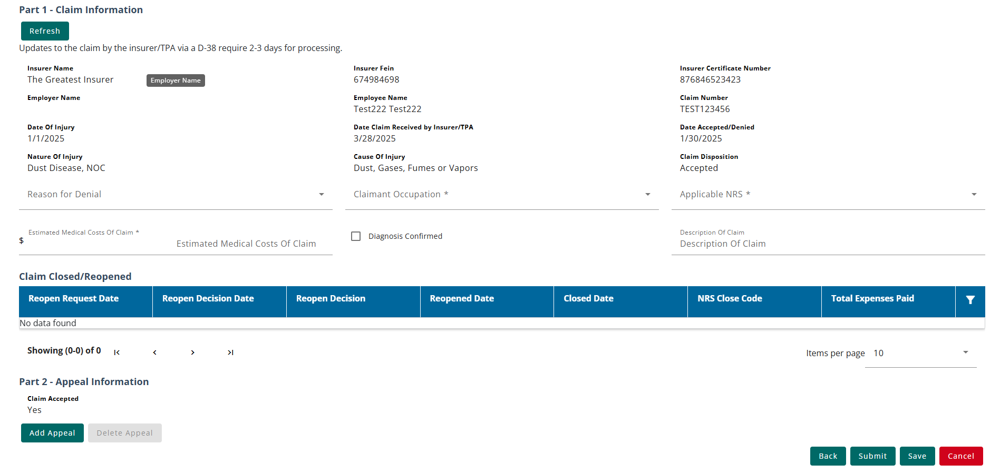 Part 1 - Claim Information
Refresh
Updates to the claim by the insurer/TPA via a D-38 require 2-3 days for processing.
Insurer Name
The Greatest Insurer
Employer Name
Insurer Fein
674984698
Insurer Certificate Number
876846523423
Employer Name
Employee Name
Test222 Test222
Claim Number
TEST123456
Date Of Injury
1/1/2025
Date Claim Received by Insurer/TPA
3/28/2025
Date Accepted/Denied
1/30/2025
Nature Of Injury
Dust Disease, NOC
Cause Of Injury
Dust, Gases, Fumes or Vapors
Claim Disposition
Accepted
Reason for Denial
Claimant Occupation *
Applicable NRS *
Estimated Medical Costs Of Claim *
$
Estimated Medical Costs Of Claim
Diagnosis Confirmed
Description Of Claim
Description Of Claim
Claim Closed/Reopened
Reopen Request Date
Reopen Decision Date
Reopen Decision
Reopened Date
Closed Date
NRS Close Code
Total Expenses Paid
No data found
Showing (0-0) of 0
Items per page 10
Part 2 - Appeal Information
Claim Accepted
Yes
Add Appeal
Delete Appeal
Back
Submit
Save
Cancel